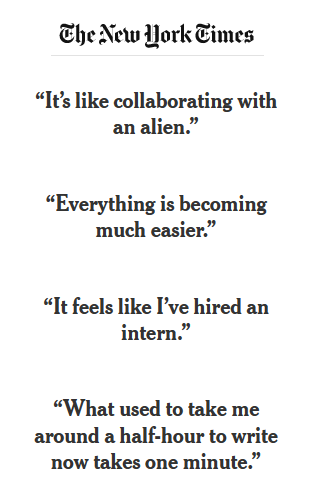 The New York Times
“It’s like collaborating with
an alien.”
“Everything is becoming
much easier.”
“It feels like I’ve hired an
intern.”
“What used to take me
around a half-hour to write
now takes one minute.”